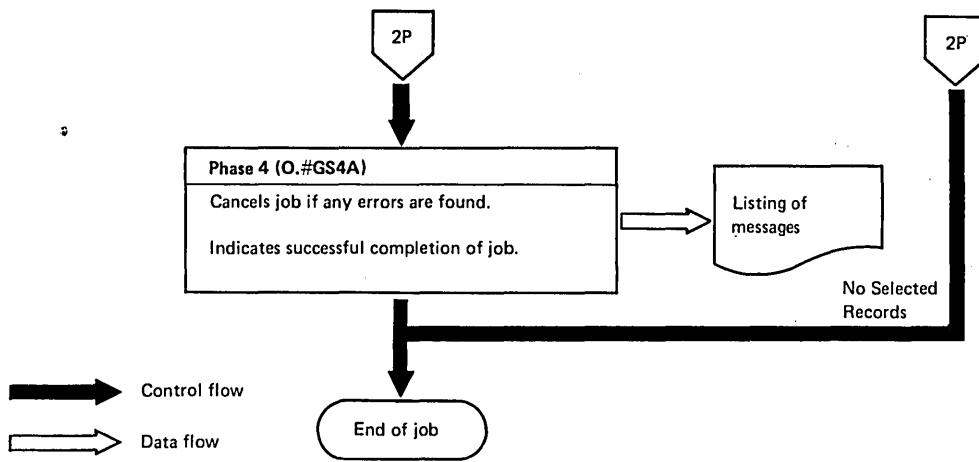 2P
2P
Phase 4 (O.#GS4A)
Cancels job if any errors are found.
Indicates successful completion of job.
Listing of
messages
No Selected
Records
Control flow
End of job
Data flow